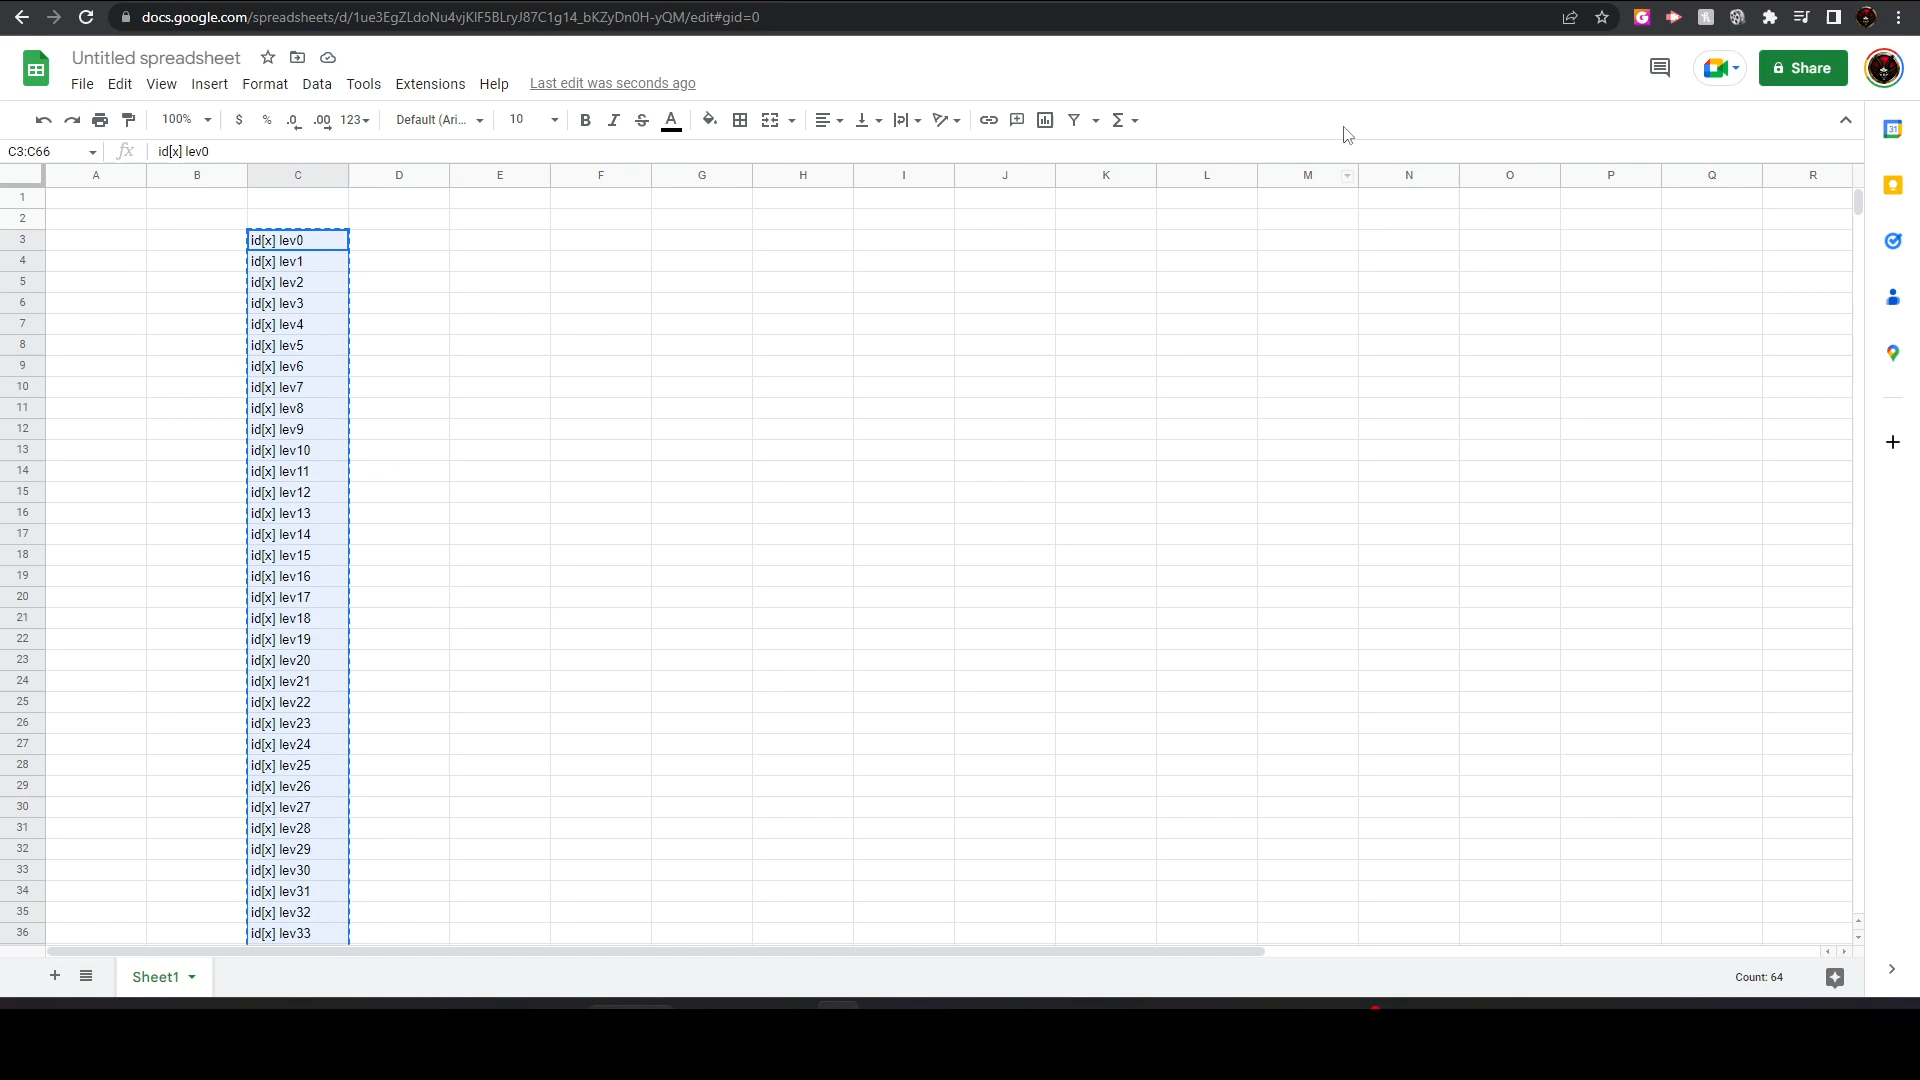 docs.google.com/spreadsheets/d/1ue3EgZLdoNu4vjKIF5BLryJ87C1g14_bKZyDn0H-yQM/edit#gid=0
Untitled spreadsheet
File Edit View Insert Format Data Tools Extensions Help Last edit was seconds ago
Share
100% $ % .0 .00 123 Default (Ari... 10 B I S A
31
C3:C66 fx id[x] lev0
A B C D E F G H I J K L M N O P Q R
1
2
3 id[x] lev0
4 id[x] lev1
5 id[x] lev2
6 id[x] lev3
7 id[x] lev4
8 id[x] lev5
9 id[x] lev6
10 id[x] lev7
11 id[x] lev8
12 id[x] lev9
13 id[x] lev10
14 id[x] lev11
15 id[x] lev12
16 id[x] lev13
17 id[x] lev14
18 id[x] lev15
19 id[x] lev16
20 id[x] lev17
21 id[x] lev18
22 id[x] lev19
23 id[x] lev20
24 id[x] lev21
25 id[x] lev22
26 id[x] lev23
27 id[x] lev24
28 id[x] lev25
29 id[x] lev26
30 id[x] lev27
31 id[x] lev28
32 id[x] lev29
33 id[x] lev30
34 id[x] lev31
35 id[x] lev32
36 id[x] lev33
Sheet1
Count: 64